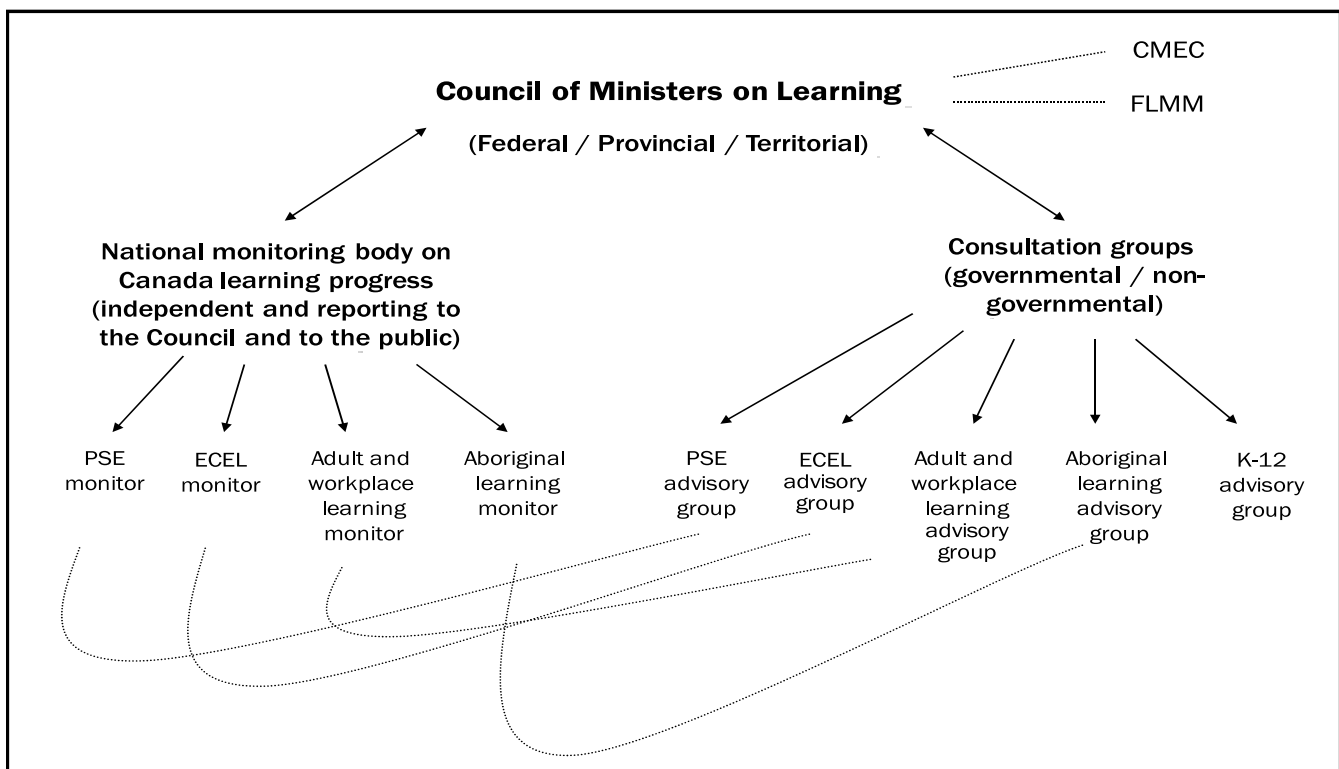 CMEC
Council of Ministers on Learning
FLMM
(Federal / Provincial / Territorial)
National monitoring body on
Canada learning progress
(independent and reporting to
the Council and to the public)
Consultation groups
(governmental / non-
governmental)
PSE
monitor
ECEL
monitor
Adult and
workplace
learning
monitor
Aboriginal
learning
monitor
PSE
advisory
group
ECEL
advisory
group
Adult and
workplace
learning
advisory
group
Aboriginal
learning
advisory
group
K-12
advisory
group